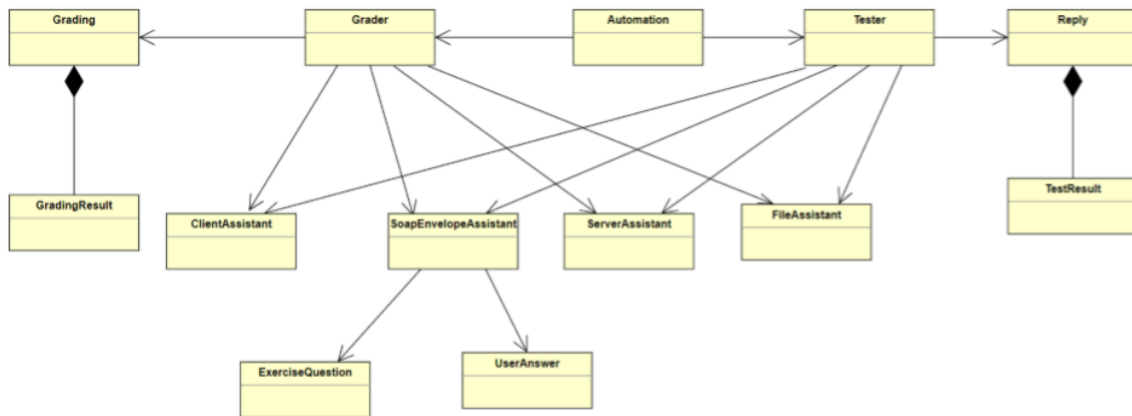 Grading
Grader
Automation
Tester
Reply
GradingResult
ClientAssistant
SoapEnvelopeAssistant
ServerAssistant
FileAssistant
TestResult
ExerciseQuestion
UserAnswer